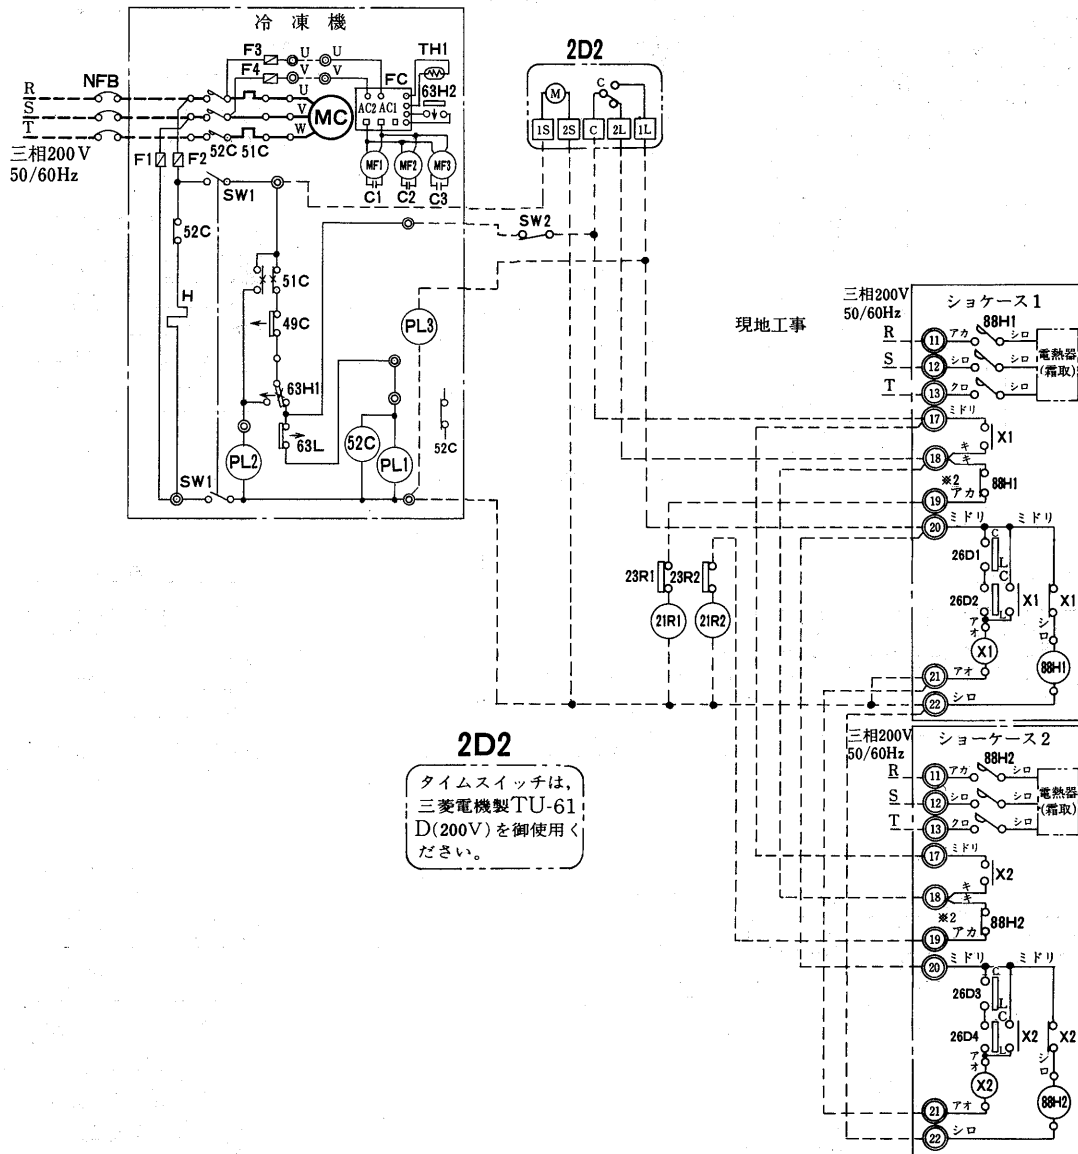 冷凍機
F3
U
U
F4
V
V
TH1
NFB
R
S
T
U
V
W
MC
FC
AC2
AC1
63H2
三相200V
50/60Hz
F1
F2
52C
51C
MF1
MF2
MF3
C1
C2
C3
SW1
52C
H
51C
49C
63H1
63L
PL2
52C
PL1
PL3
52C
SW1
2D2
M
C
1S
2S
C
2L
1L
SW2
現地工事
23R1
23R2
21R1
21R2
2D2
タイムスイッチは,
三菱電機製TU-61
D(200V)を御使用く
ださい。
三相200V
50/60Hz
ショケース1
88H1
R
11
アカ
シロ
S
12
シロ
シロ
T
13
クロ
シロ
電熱器
(霜取)
17
ミドリ
X1
18
キ
キ
※2
88H1
19
アカ
20
ミドリ
ミドリ
C
26D1
L
C
26D2
L
X1
X1
アオ
シロ
X1
88H1
21
アオ
22
シロ
三相200V
50/60Hz
ショーケース2
88H2
R
11
アカ
シロ
S
12
シロ
シロ
T
13
クロ
シロ
電熱器
(霜取)
17
ミドリ
X2
18
キ
キ
※2
88H2
19
アカ
20
ミドリ
ミドリ
C
26D3
L
C
26D4
L
X2
X2
アオ
シロ
X2
88H2
21
アオ
22
シロ